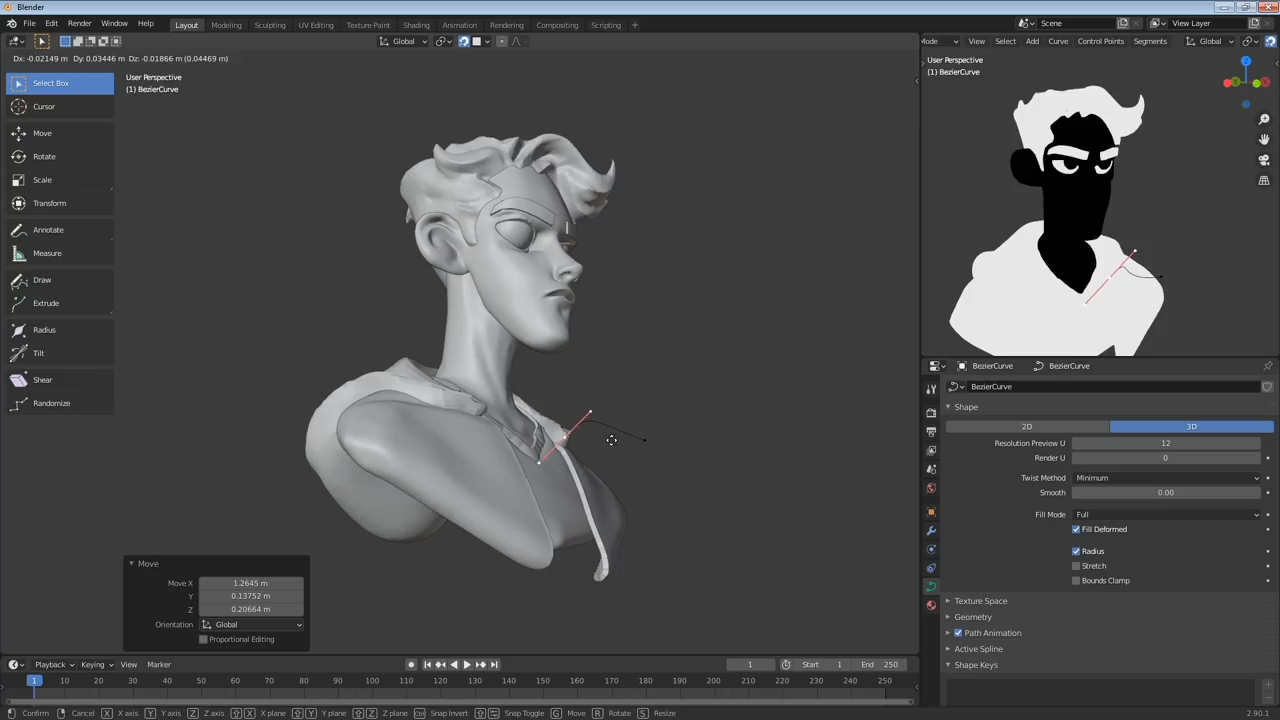 Blender
File Edit Render Window Help Layout Modeling Sculpting UV Editing Texture Paint Shading Animation Rendering Compositing Scripting + Scene View Layer
Global Mode View Select Add Curve Control Points Segments Global
Dx: -0.02149 m Dy: 0.03446 m Dz: -0.01866 m (0.04469 m)
User Perspective
(1) BezierCurve
User Perspective
(1) BezierCurve
Select Box
Cursor
Move
Rotate
Scale
Transform
Annotate
Measure
Draw
Extrude
Radius
Tilt
Shear
Randomize
BezierCurve BezierCurve
BezierCurve
Shape
2D 3D
Resolution Preview U 12
Render U 0
Twist Method Minimum
Smooth 0.00
Fill Mode Full
Fill Deformed
Radius
Stretch
Bounds Clamp
Texture Space
Geometry
Path Animation
Active Spline
Shape Keys
Move
Move X 1.2645 m
Y 0.13752 m
Z 0.20664 m
Orientation Global
Proportional Editing
Playback Keying View Marker 1 Start 1 End 250
1 10 20 30 40 50 60 70 80 90 100 110 120 130 140 150 160 170 180 190 200 210 220 230 240 250
Confirm Cancel X X axis Y Y axis Z Z axis X X plane Y Y plane Z Z plane Snap Invert Snap Toggle G Move R Rotate S Resize 2.90.1